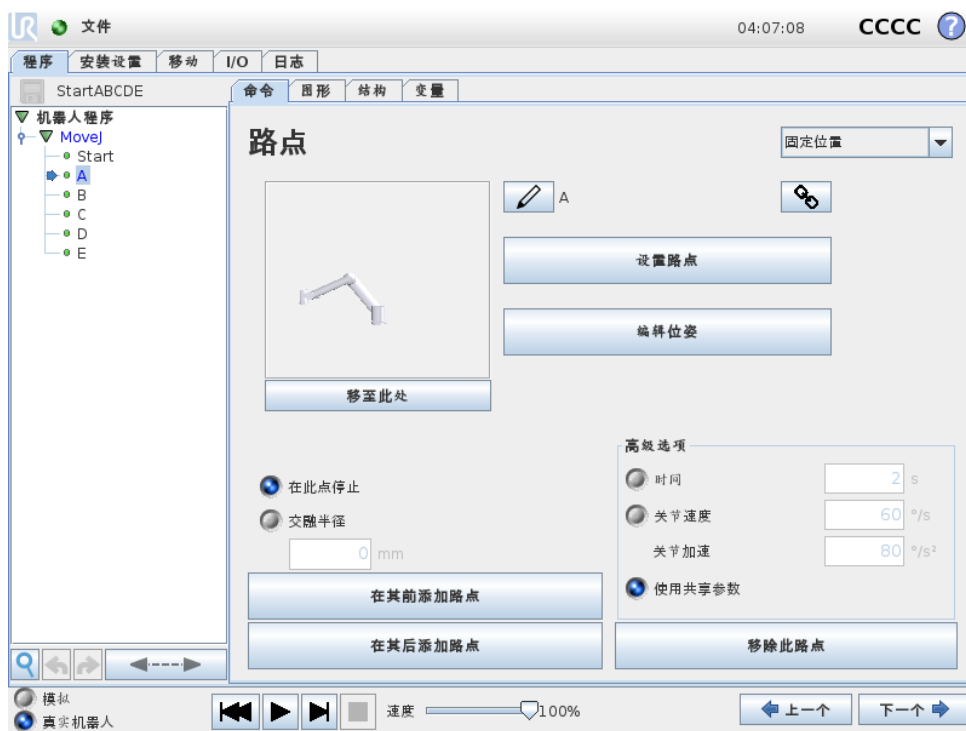 UR 文件 04:07:08 CCCC ?
程序 安装设置 移动 I/O 日志
StartABCDE
命令 图形 结构 变量
机器人程序
MoveJ
Start
A
B
C
D
E
路点
固定位置
A
设置路点
编辑位姿
移至此处
在此点停止
交融半径
0 mm
高级选项
时间 2 s
关节速度 60 °/s
关节加速 80 °/s²
使用共享参数
在其前添加路点
在其后添加路点
移除此路点
模拟
真实机器人
速度 100%
上一个
下一个